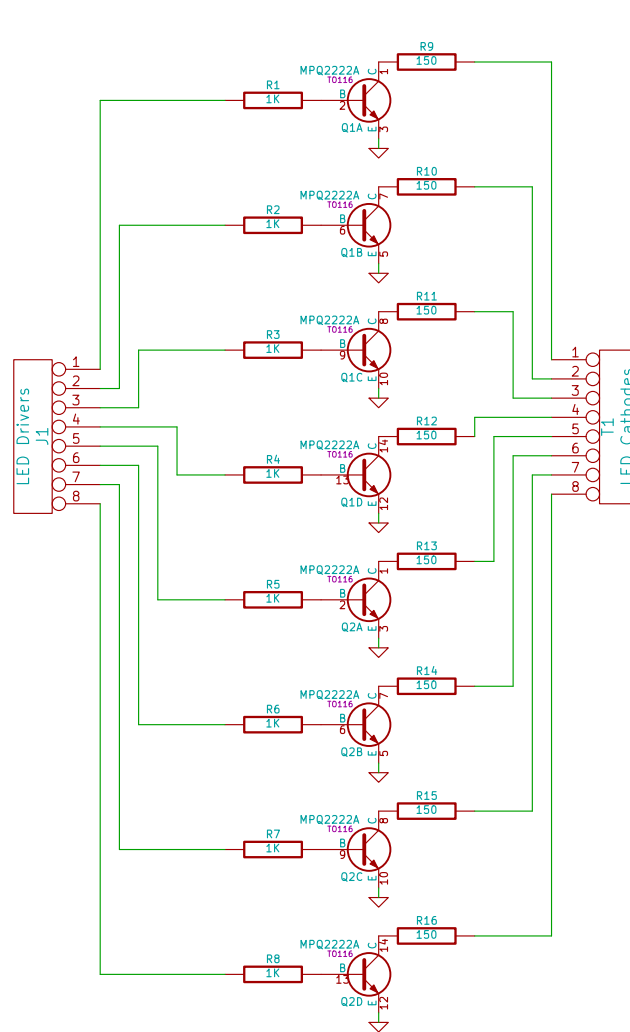 R9
150
MPQ2222A
TO116
C
1
R1
1K
B
2
Q1A
E
3
R10
150
MPQ2222A
TO116
C
7
R2
1K
B
6
Q1B
E
5
R11
150
MPQ2222A
TO116
C
8
R3
1K
B
9
Q1C
E
10
LED Drivers
J1
1
2
3
4
5
6
7
8
1
2
3
4
5
6
7
8
T1
LED Cathodes
R12
150
MPQ2222A
TO116
C
14
R4
1K
B
13
Q1D
E
12
R13
150
MPQ2222A
TO116
C
1
R5
1K
B
2
Q2A
E
3
R14
150
MPQ2222A
TO116
C
7
R6
1K
B
6
Q2B
E
5
R15
150
MPQ2222A
TO116
C
8
R7
1K
B
9
Q2C
E
10
R16
150
MPQ2222A
TO116
C
14
R8
1K
B
13
Q2D
E
12